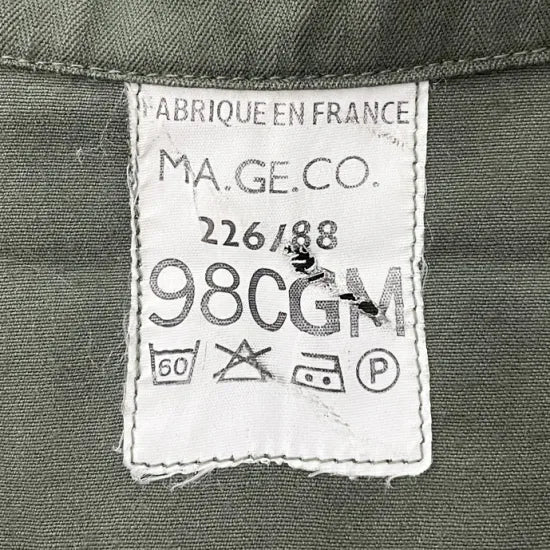 FABRIQUE EN FRANCE
MA.GE.CO.
226/88
98CGM
60 P